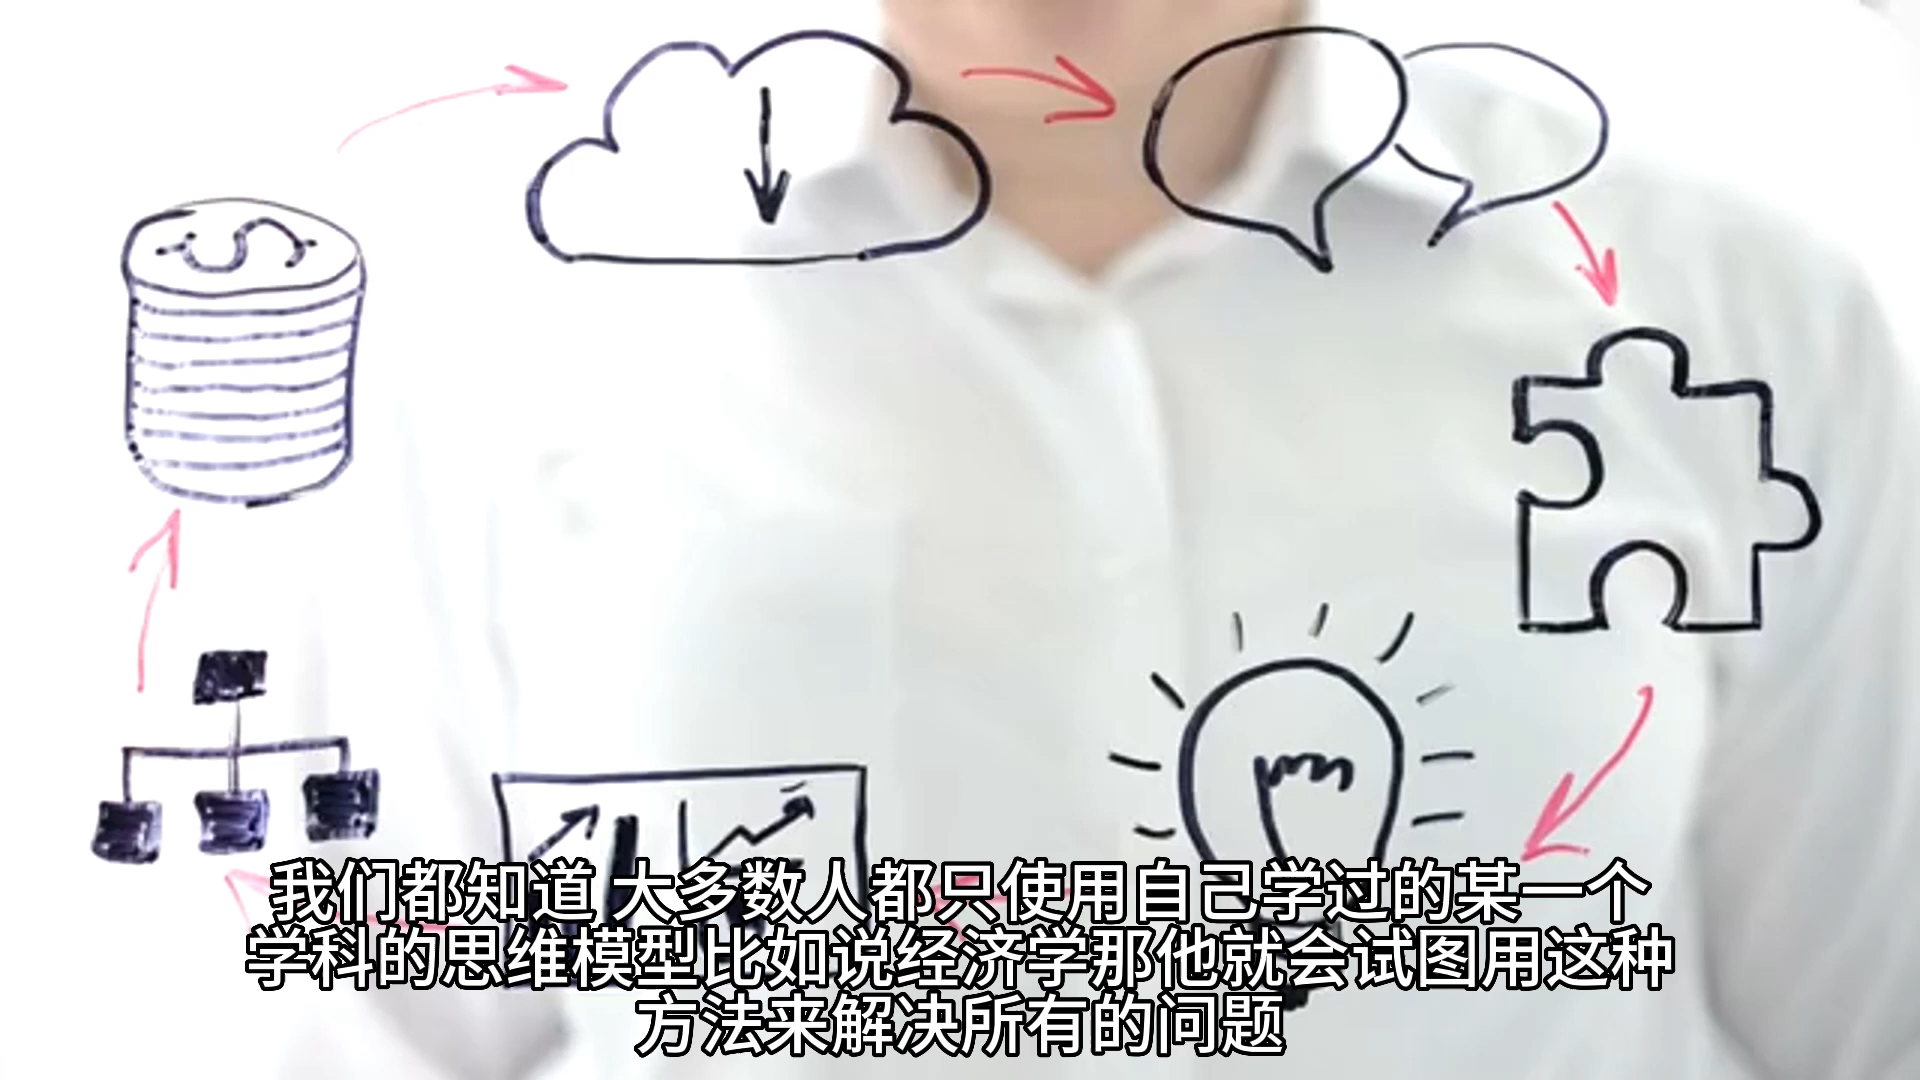 我们都知道 大多数人都只使用自己学过的某一个
学科的思维模型比如说经济学那他就会试图用这种
方法来解决所有的问题